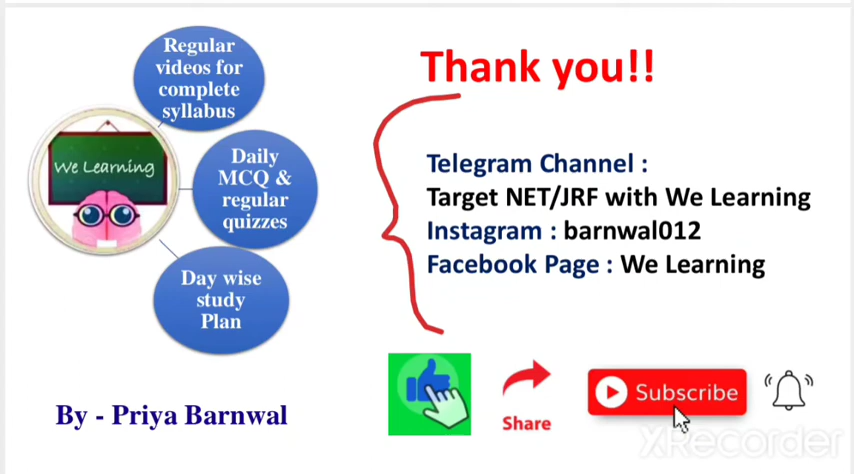 Regular
videos for
complete
syllabus
We Learning
Daily
MCQ &
regular
quizzes
Day wise
study
Plan
By - Priya Barnwal
Thank you!!
Telegram Channel :
Target NET/JRF with We Learning
Instagram : barnwal012
Facebook Page : We Learning
Share
Subscribe
XRecorder